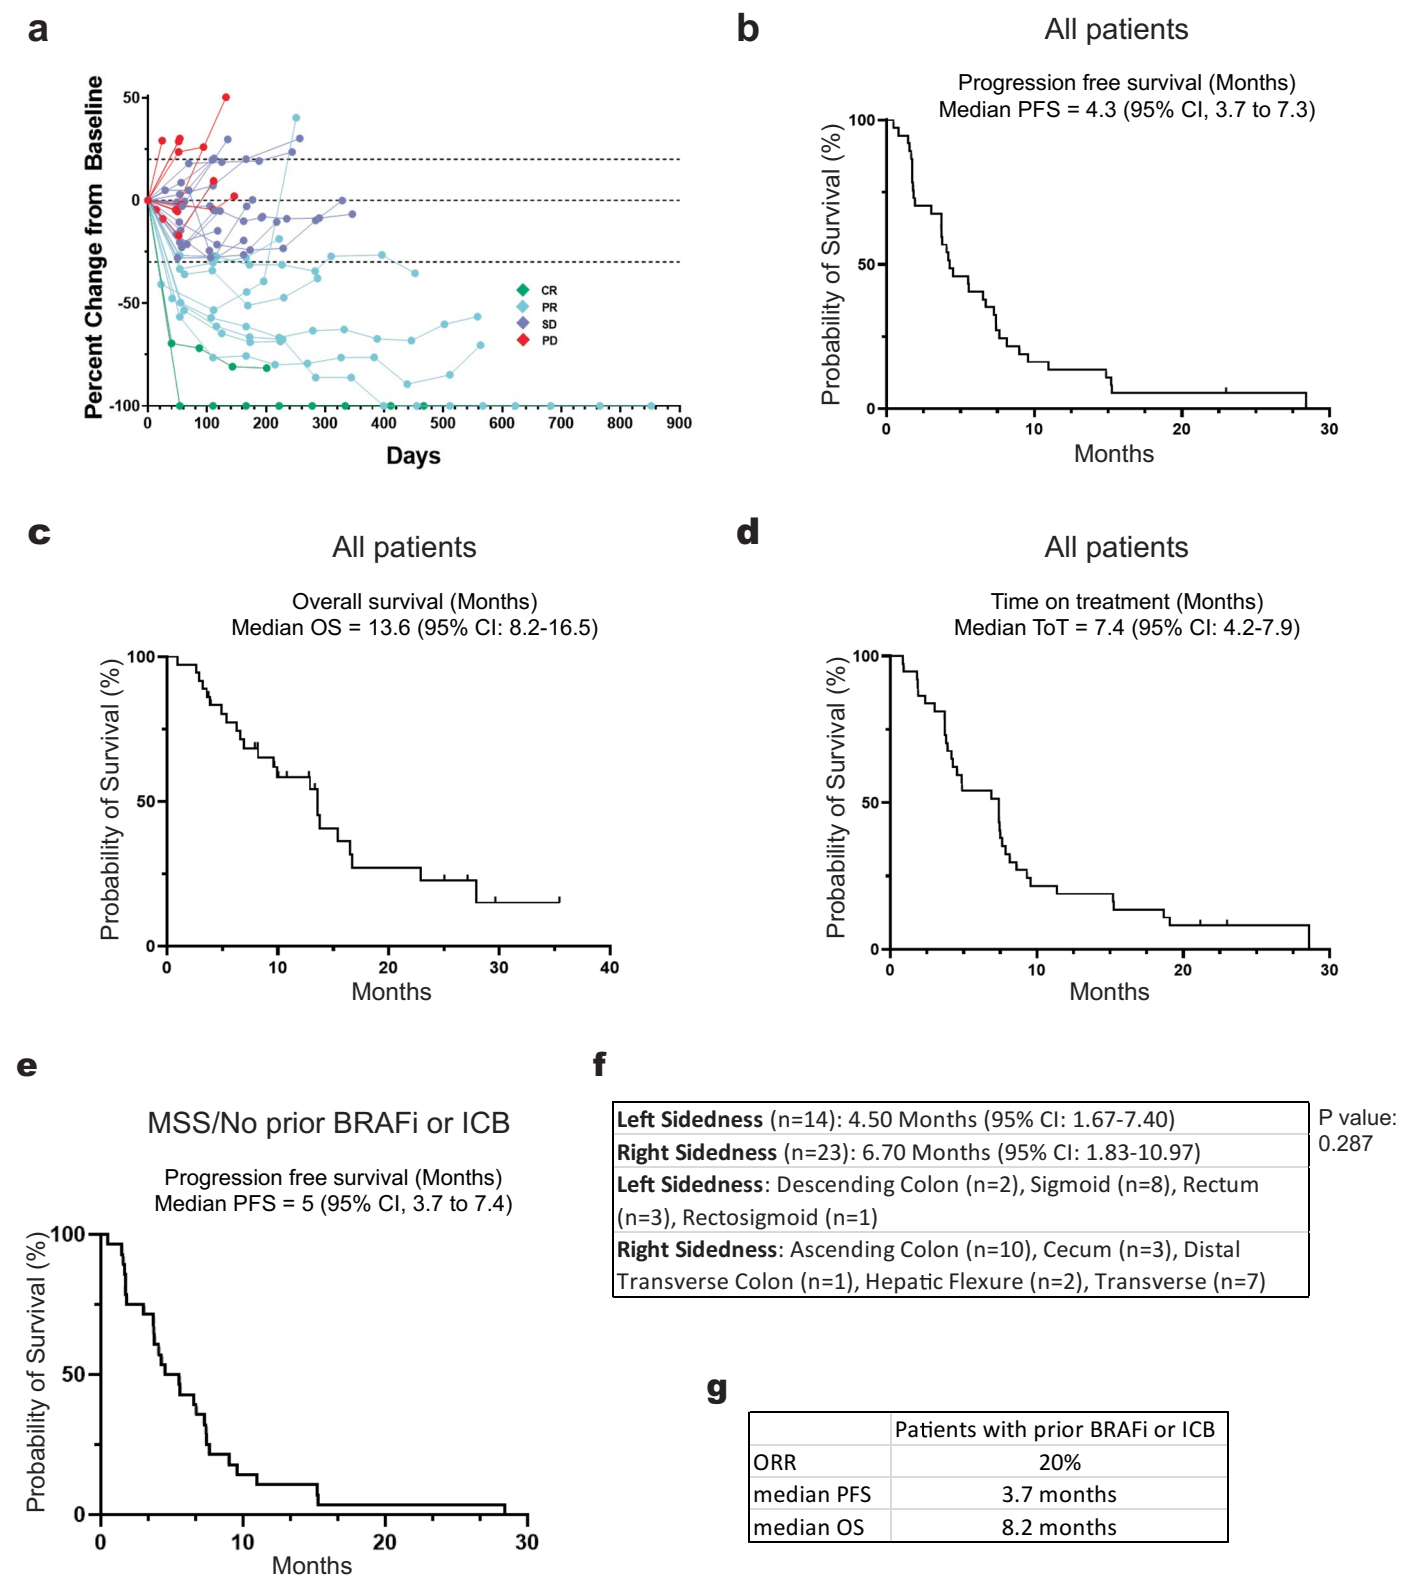 a
Percent Change from Baseline
50
0
-50
-100
0 100 200 300 400 500 600 700 800 900
Days
CR
PR
SD
PD
b
All patients
Progression free survival (Months)
Median PFS = 4.3 (95% CI, 3.7 to 7.3)
Probability of Survival (%)
100
50
0
0 10 20 30
Months
c
All patients
Overall survival (Months)
Median OS = 13.6 (95% CI: 8.2-16.5)
Probability of Survival (%)
100
50
0
0 10 20 30 40
Months
d
All patients
Time on treatment (Months)
Median ToT = 7.4 (95% CI: 4.2-7.9)
Probability of Survival (%)
100
50
0
0 10 20 30
Months
e
MSS/No prior BRAFi or ICB
Progression free survival (Months)
Median PFS = 5 (95% CI, 3.7 to 7.4)
Probability of Survival (%)
100
50
0
0 10 20 30
Months
f
Left Sidedness (n=14): 4.50 Months (95% CI: 1.67-7.40)
Right Sidedness (n=23): 6.70 Months (95% CI: 1.83-10.97)
Left Sidedness: Descending Colon (n=2), Sigmoid (n=8), Rectum
(n=3), Rectosigmoid (n=1)
Right Sidedness: Ascending Colon (n=10), Cecum (n=3), Distal
Transverse Colon (n=1), Hepatic Flexure (n=2), Transverse (n=7)
P value:
0.287
g
Patients with prior BRAFi or ICB
ORR 20%
median PFS 3.7 months
median OS 8.2 months